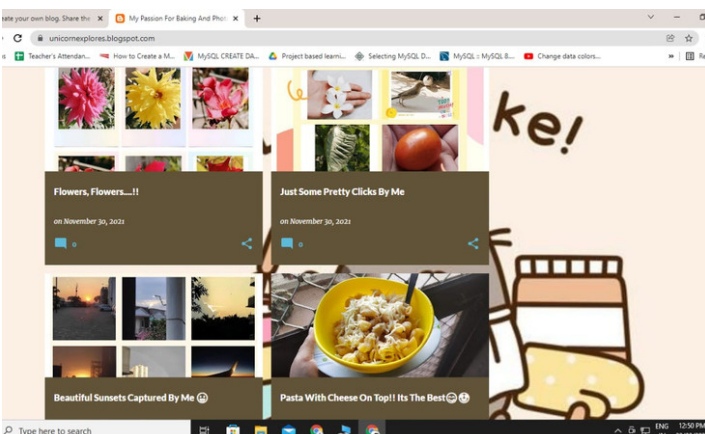 eate your own blog. Share the
My Passion For Baking And Phot
unicornexplores.blogspot.com
Teacher's Attendan...
How to Create a M...
MySQL CREATE DA...
Project based learni...
Selecting MySQL D...
MySQL :: MySQL 8....
Change data colors...
»
ke!
Flowers, Flowers....!!
Just Some Pretty Clicks By Me
on November 30, 2021
on November 30, 2021
0
0
Beautiful Sunsets Captured By Me 😀
Pasta With Cheese On Top!! Its The Best😋🤩
Type here to search
ENG
12:50 PM